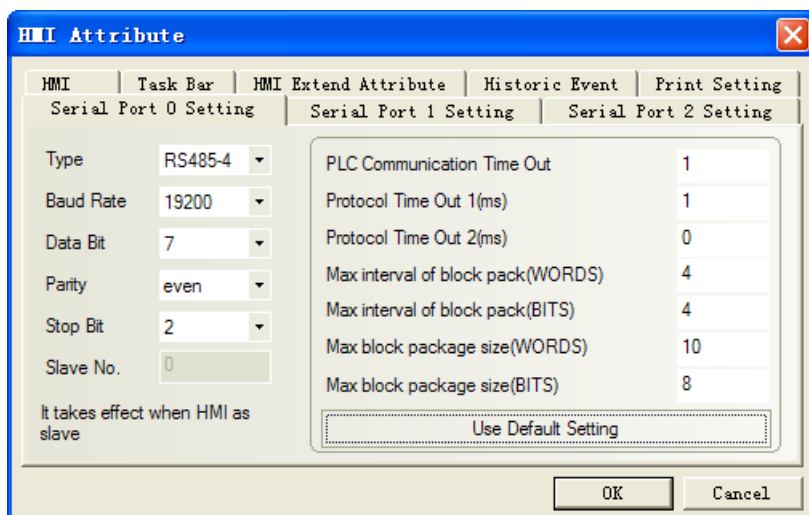 HMI Attribute
HMI Task Bar HMI Extend Attribute Historic Event Print Setting
Serial Port 0 Setting Serial Port 1 Setting Serial Port 2 Setting
Type RS485-4
Baud Rate 19200
Data Bit 7
Parity even
Stop Bit 2
Slave No. 0
It takes effect when HMI as
slave
PLC Communication Time Out 1
Protocol Time Out 1(ms) 1
Protocol Time Out 2(ms) 0
Max interval of block pack(WORDS) 4
Max interval of block pack(BITS) 4
Max block package size(WORDS) 10
Max block package size(BITS) 8
Use Default Setting
OK Cancel